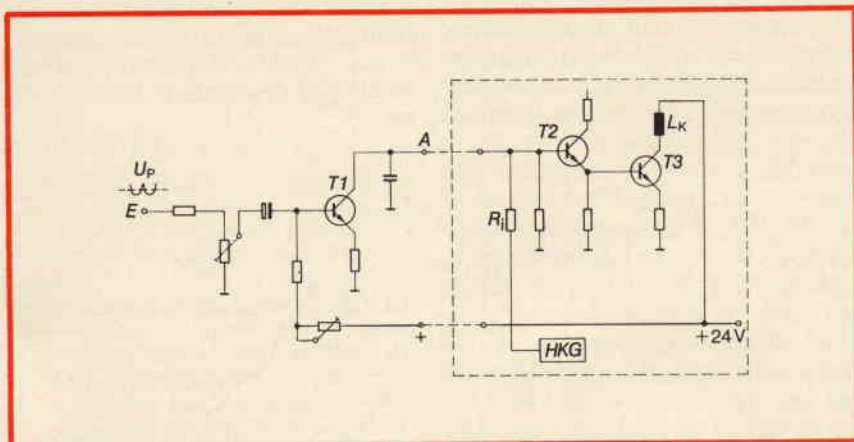 U_P
E
T1
A
+
R_i
HKG
T2
T3
L_K
+24V